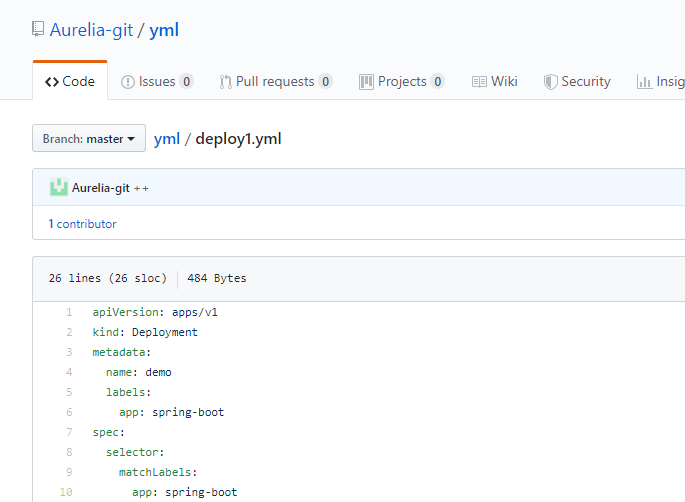 Aurelia-git / yml
Code Issues 0 Pull requests 0 Projects 0 Wiki Security Insig
Branch: master yml / deploy1.yml
Aurelia-git ++
1 contributor
26 lines (26 sloc) 484 Bytes
1 apiVersion: apps/v1
2 kind: Deployment
3 metadata:
4 name: demo
5 labels:
6 app: spring-boot
7 spec:
8 selector:
9 matchLabels:
10 app: spring-boot